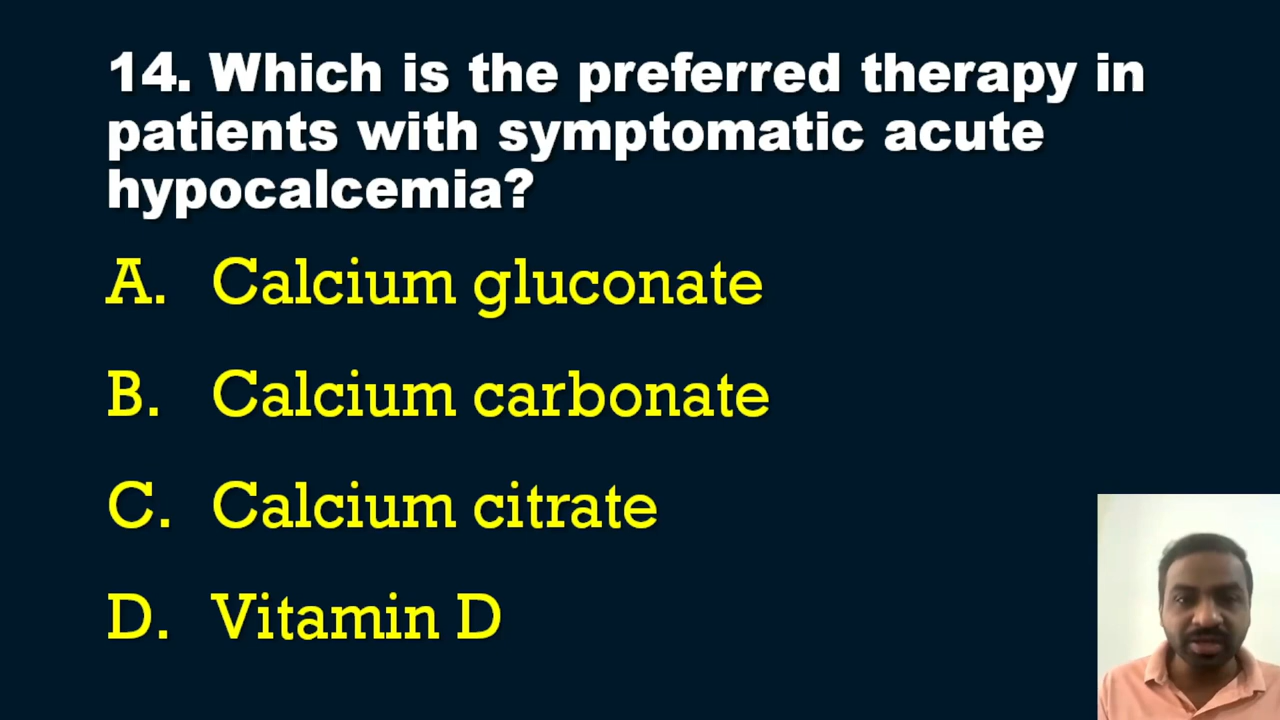 14. Which is the preferred therapy in
patients with symptomatic acute
hypocalcemia?
A. Calcium gluconate
B. Calcium carbonate
C. Calcium citrate
D. Vitamin D